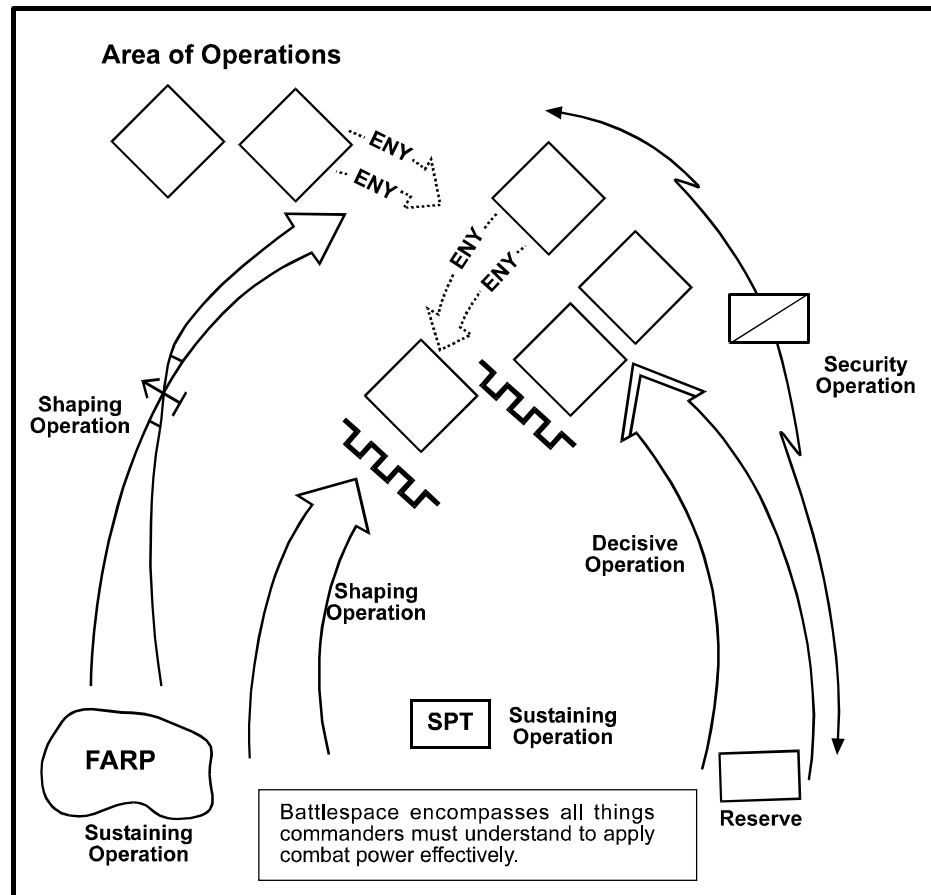 Area of Operations
ENY
ENY
ENY
ENY
Security
Operation
Shaping
Operation
Decisive
Operation
Shaping
Operation
SPT
Sustaining
Operation
FARP
Sustaining
Operation
Reserve
Battlespace encompasses all things
commanders must understand to apply
combat power effectively.